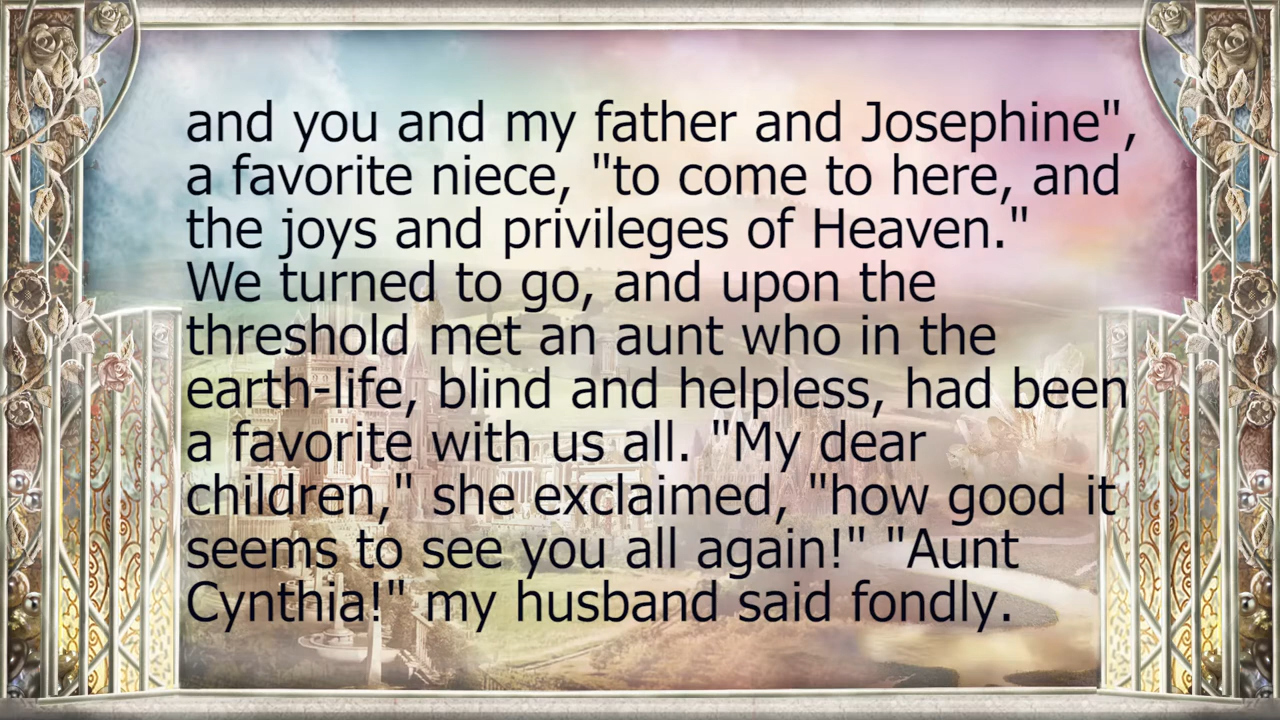 and you and my father and Josephine",
a favorite niece, "to come to here, and
the joys and privileges of Heaven."
We turned to go, and upon the
threshold met an aunt who in the
earth-life, blind and helpless, had been
a favorite with us all. "My dear
children," she exclaimed, "how good it
seems to see you all again!" "Aunt
Cynthia!" my husband said fondly.